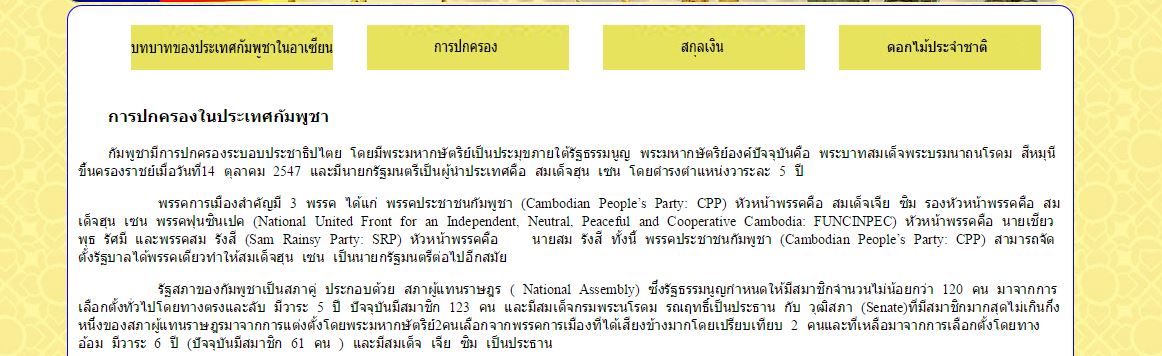 บทบาทของประเทศกัมพูชาในอาเซียน
การปกครอง
สกุลเงิน
ดอกไม้ประจำชาติ
การปกครองในประเทศกัมพูชา
กัมพูชามีการปกครองระบอบประชาธิปไตย โดยมีพระมหากษัตริย์เป็นประมุขภายใต้รัฐธรรมนูญ พระมหากษัตริย์องค์ปัจจุบันคือ พระบาทสมเด็จพระบรมนาถนโรดม สีหมุนี
ขึ้นครองราชย์เมื่อวันที่14 ตุลาคม 2547 และมีนายกรัฐมนตรีเป็นผู้นำประเทศคือ สมเด็จฮุน เซน โดยดำรงตำแหน่งวาระละ 5 ปี
พรรคการเมืองสำคัญมี 3 พรรค ได้แก่ พรรคประชาชนกัมพูชา (Cambodian People's Party: CPP) หัวหน้าพรรคคือ สมเด็จเจีย ซิม รองหัวหน้าพรรคคือ สม
เด็จฮุน เซน พรรคฟุนซินเปค (National United Front for an Independent, Neutral, Peaceful and Cooperative Cambodia: FUNCINPEC) หัวหน้าพรรคคือ นายเขียว
พุธ รัศมี และพรรคสม รังสี (Sam Rainsy Party: SRP) หัวหน้าพรรคคือ นายสม รังสี ทั้งนี้ พรรคประชาชนกัมพูชา (Cambodian People's Party: CPP) สามารถจัด
ตั้งรัฐบาลได้พรรคเดียวทำให้สมเด็จฮุน เซน เป็นนายกรัฐมนตรีต่อไปอีกสมัย
รัฐสภาของกัมพูชาเป็นสภาคู่ ประกอบด้วย สภาผู้แทนราษฎร ( National Assembly) ซึ่งรัฐธรรมนูญกำหนดให้มีสมาชิกจำนวนไม่น้อยกว่า 120 คน มาจากการ
เลือกตั้งทั่วไปโดยทางตรงและลับ มีวาระ 5 ปี ปัจจุบันมีสมาชิก 123 คน และมีสมเด็จกรมพระนโรดม รณฤทธิ์เป็นประธาน กับ วุฒิสภา (Senate)ที่มีสมาชิกมากสุดไม่เกินกึ่ง
หนึ่งของสภาผู้แทนราษฎรมาจากการแต่งตั้งโดยพระมหากษัตริย์2คนเลือกจากพรรคการเมืองที่ได้เสียงข้างมากโดยเปรียบเทียบ 2 คนและที่เหลือมาจากการเลือกตั้งโดยทาง
อ้อม มีวาระ 6 ปี (ปัจจุบันมีสมาชิก 61 คน ) และมีสมเด็จ เจีย ซิม เป็นประธาน